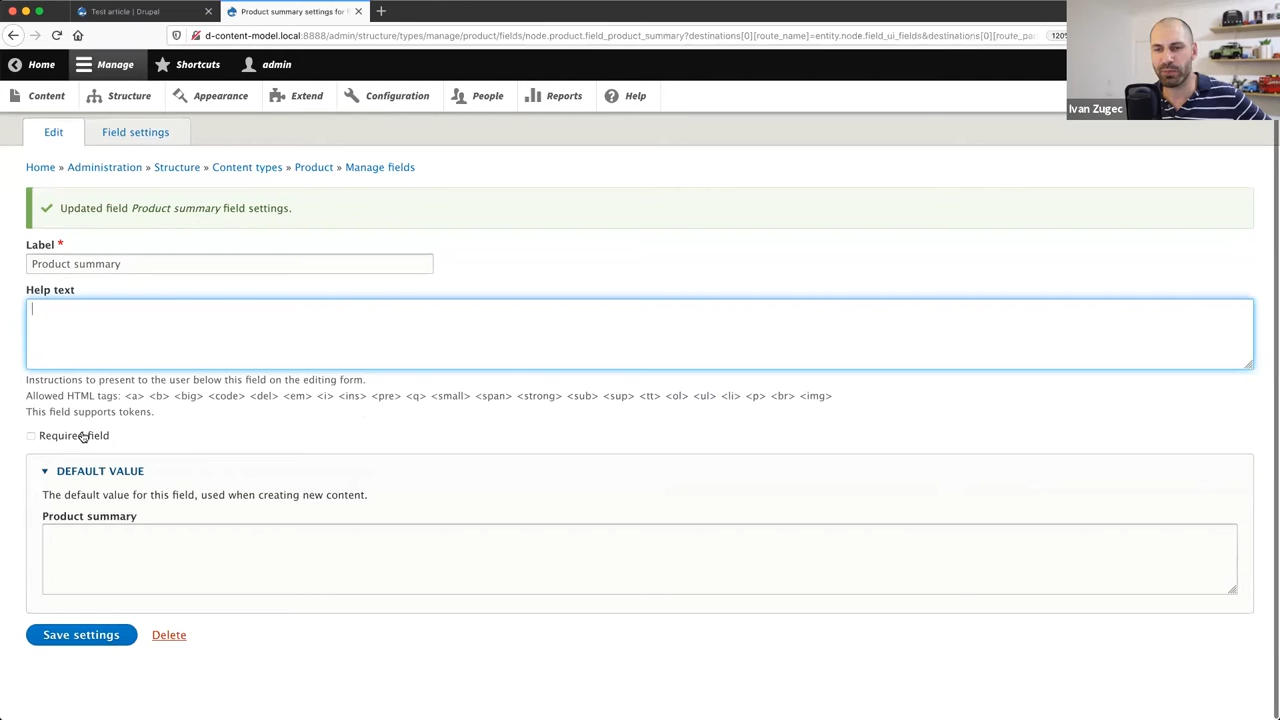 Test article | Drupal
Product summary settings for
d-content-model.local:8888/admin/structure/types/manage/product/fields/node.product.field_product_summary?destinations[0][route_name]=entity.node.field_ui_fields&destinations[0][route_pa
120%
Home
Manage
Shortcuts
admin
Content
Structure
Appearance
Extend
Configuration
People
Reports
Help
Ivan Zugec
Edit
Field settings
Home » Administration » Structure » Content types » Product » Manage fields
Updated field Product summary field settings.
Label *
Product summary
Help text
Instructions to present to the user below this field on the editing form.
Allowed HTML tags: <a> <b> <big> <code> <del> <em> <i> <ins> <pre> <q> <small> <span> <strong> <sub> <sup> <tt> <ol> <ul> <li> <p> <br> <img>
This field supports tokens.
Required field
DEFAULT VALUE
The default value for this field, used when creating new content.
Product summary
Save settings
Delete